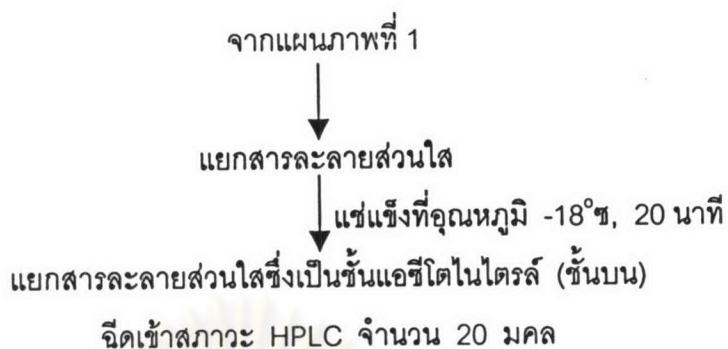 จากแผนภาพที่ 1
แยกสารละลายส่วนใส
แช่แข็งที่อุณหภูมิ -18°ซ, 20 นาที
แยกสารละลายส่วนใสซึ่งเป็นชั้นแอซีโตไนไตรล์ (ชั้นบน)
ฉีดเข้าสภาวะ HPLC จำนวน 20 มคล